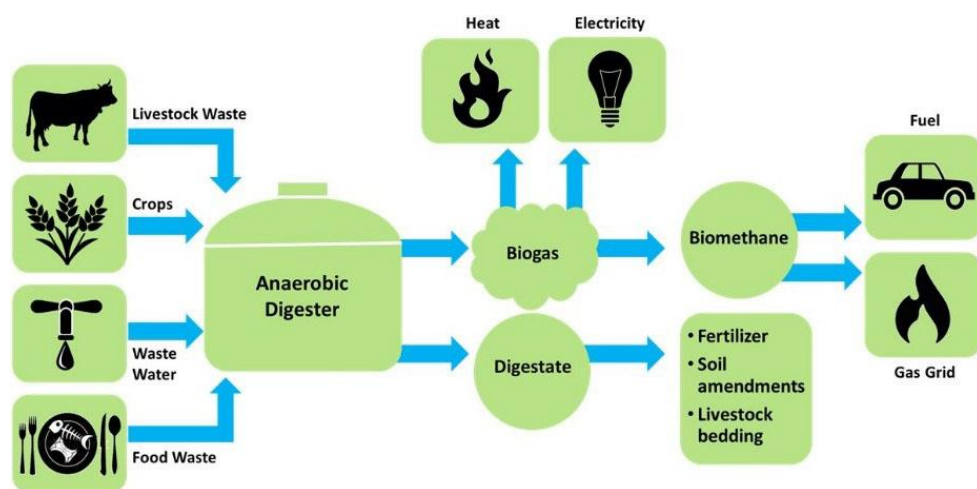 Heat
Electricity
Livestock Waste
Fuel
Crops
Anaerobic
Digester
Biogas
Biomethane
Waste
Water
Digestate
• Fertilizer
• Soil
amendments
• Livestock
bedding
Gas Grid
Food Waste